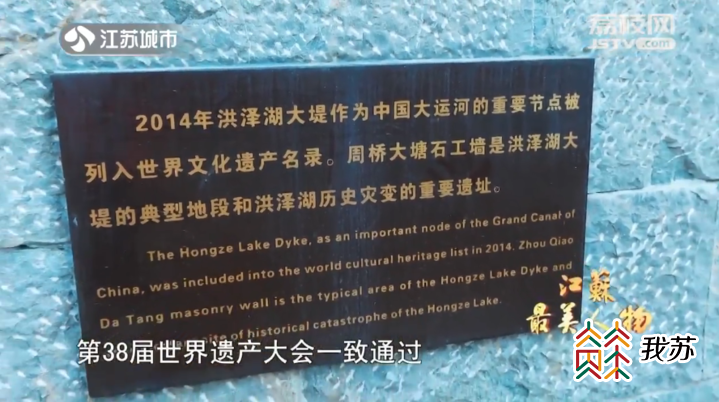 江苏城市
荔枝网
JSTV.com
2014年洪泽湖大堤作为中国大运河的重要节点被
列入世界文化遗产名录。周桥大塘石工墙是洪泽湖大
堤的典型地段和洪泽湖历史灾变的重要遗址。
The Hongze Lake Dyke, as an important node of the Grand Canal of
China, was included into the world cultural heritage list in 2014. Zhou Qiao
Da Tang masonry wall is the typical area of the Hongze Lake Dyke and
of historical catastrophe of the Hongze Lake.
江蘇
最美人物
第38届世界遗产大会一致通过
我苏